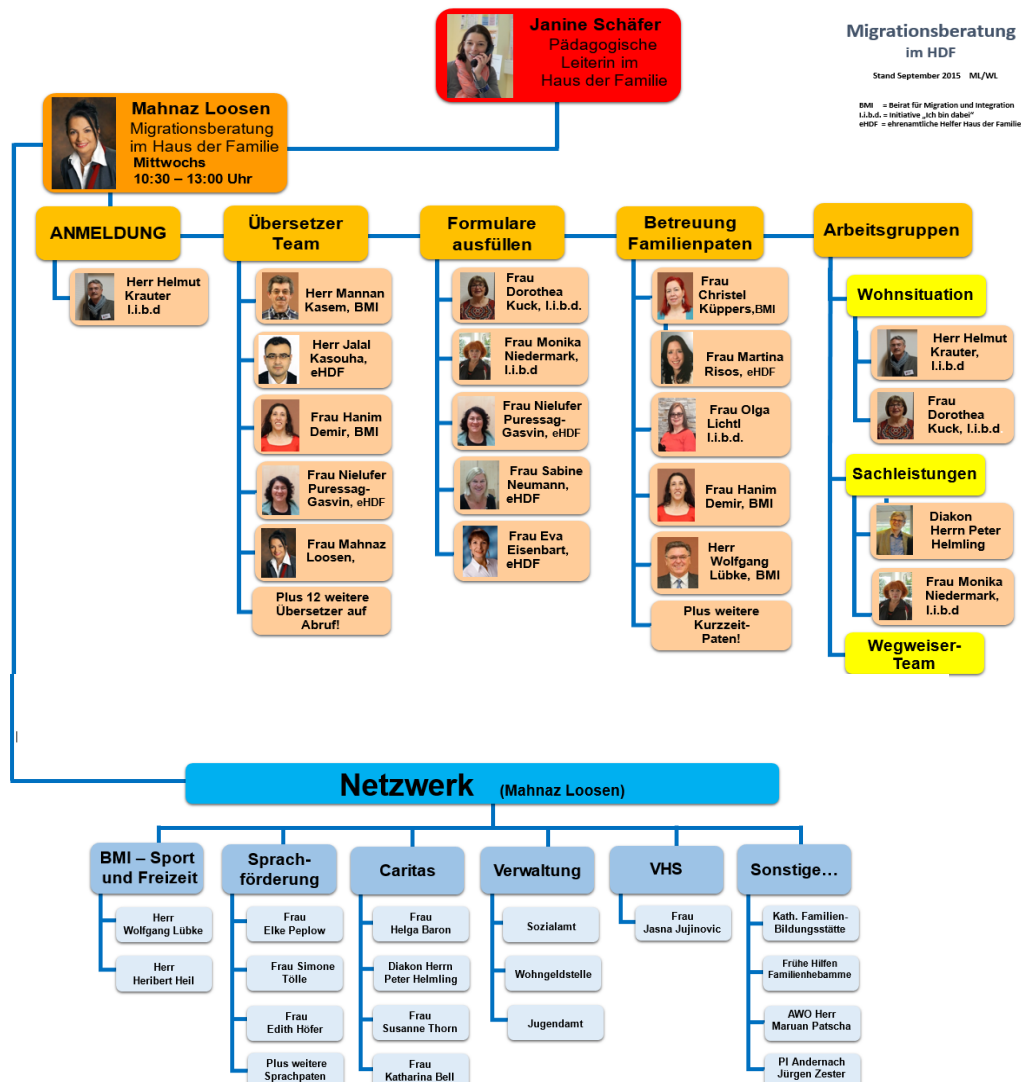 Janine Schäfer
Pädagogische
Leiterin im
Haus der Familie
Migrationsberatung
im HDF
Stand September 2015 ML/WL
BMI = Beirat für Migration und Integration
I.i.b.d. = Initiative „Ich bin dabei“
eHDF = ehrenamtliche Helfer Haus der Familie
Mahnaz Loosen
Migrationsberatung
im Haus der Familie
Mittwochs
10:30 – 13:00 Uhr
ANMELDUNG
Herr Helmut
Krauter
I.i.b.d
Übersetzer
Team
Herr Mannan
Kasem, BMI
Herr Jalal
Kasouha,
eHDF
Frau Hanim
Demir, BMI
Frau Nielufer
Puressag-
Gasvin, eHDF
Frau Mahnaz
Loosen,
Plus 12 weitere
Übersetzer auf
Abruf!
Formulare
ausfüllen
Frau
Dorothea
Kuck, I.i.b.d.
Frau Monika
Niedermark,
I.i.b.d
Frau Nielufer
Puressag-
Gasvin, eHDF
Frau Sabine
Neumann,
eHDF
Frau Eva
Eisenbart,
eHDF
Betreuung
Familienpaten
Frau
Christel
Küppers,BMI
Frau Martina
Risos, eHDF
Frau Olga
Lichtl
I.i.b.d.
Frau Hanim
Demir, BMI
Herr
Wolfgang
Lübke, BMI
Plus weitere
Kurzzeit-
Paten!
Arbeitsgruppen
Wohnsituation
Herr Helmut
Krauter,
I.i.b.d
Frau
Dorothea
Kuck, I.i.b.d
Sachleistungen
Diakon
Herrn Peter
Helmling
Frau Monika
Niedermark,
I.i.b.d
Wegweiser-
Team
Netzwerk (Mahnaz Loosen)
BMI – Sport
und Freizeit
Herr
Wolfgang Lübke
Herr
Heribert Heil
Sprach-
förderung
Frau
Elke Peplow
Frau Simone
Tölle
Frau
Edith Höfer
Plus weitere
Sprachpaten
Caritas
Frau
Helga Baron
Diakon Herrn
Peter Helmling
Frau
Susanne Thorn
Frau
Katharina Bell
Verwaltung
Sozialamt
Wohngeldstelle
Jugendamt
VHS
Frau
Jasna Jujinovic
Sonstige...
Kath. Familien-
Bildungsstätte
Frühe Hilfen
Familienhebamme
AWO Herr
Maruan Patscha
PI Andernach
Jürgen Zester